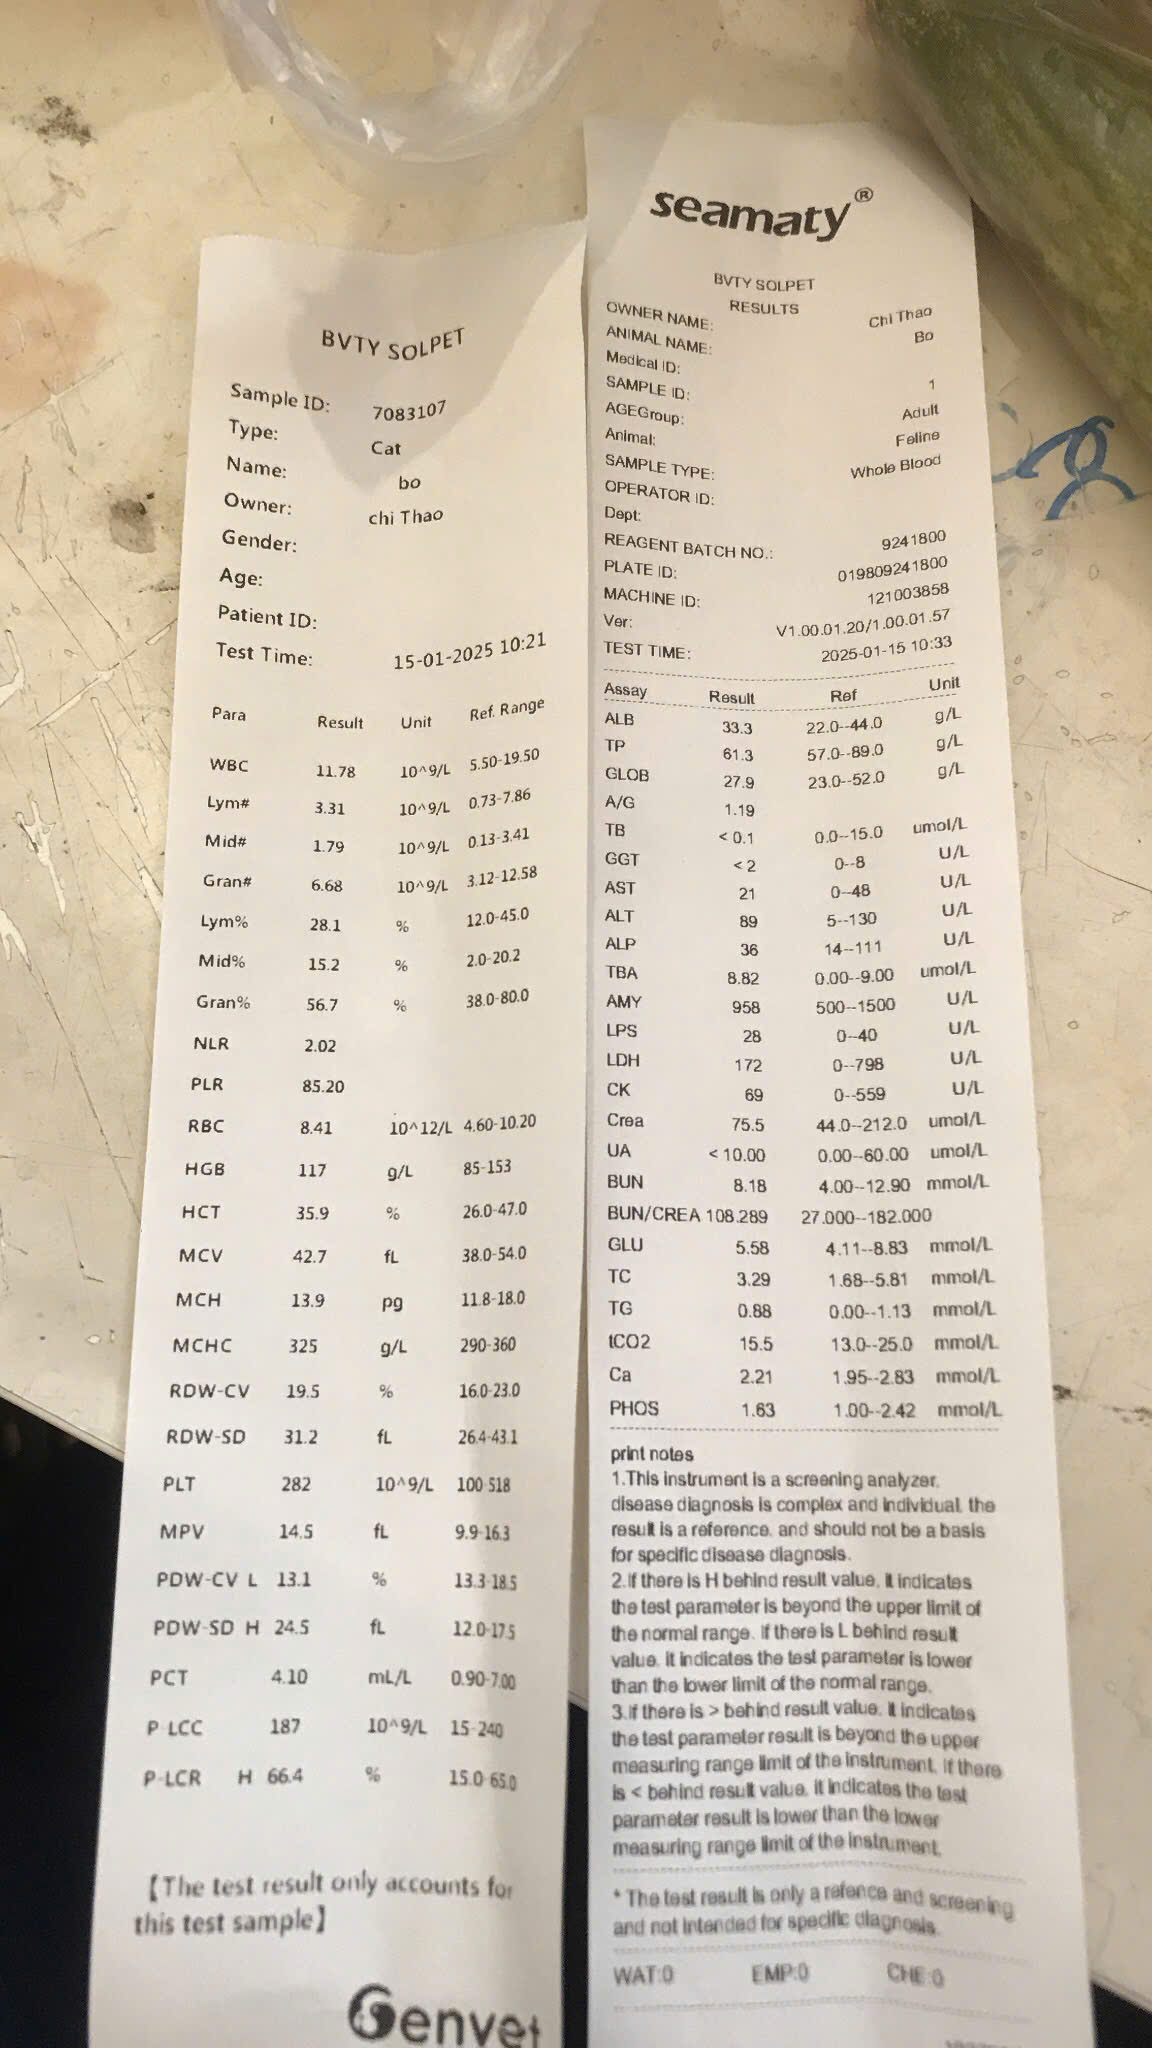 BVTY SOLPET
Sample ID: 7083107
Type: Cat
Name: bo
Owner: chi Thao
Gender:
Age:
Patient ID:
Test Time: 15-01-2025 10:21
Para Result Unit Ref. Range
WBC 11.78 10^9/L 5.50-19.50
Lym# 3.31 10^9/L 0.73-7.86
Mid# 1.79 10^9/L 0.13-3.41
Gran# 6.68 10^9/L 3.12-12.58
Lym% 28.1 % 12.0-45.0
Mid% 15.2 % 2.0-20.2
Gran% 56.7 % 38.0-80.0
NLR 2.02
PLR 85.20
RBC 8.41 10^12/L 4.60-10.20
HGB 117 g/L 85-153
HCT 35.9 % 26.0-47.0
MCV 42.7 fL 38.0-54.0
MCH 13.9 pg 11.8-18.0
MCHC 325 g/L 290-360
RDW-CV 19.5 % 16.0-23.0
RDW-SD 31.2 fL 26.4-43.1
PLT 282 10^9/L 100-518
MPV 14.5 fL 9.9-16.3
PDW-CV L 13.1 % 13.3-18.5
PDW-SD H 24.5 fL 12.0-17.5
PCT 4.10 mL/L 0.90-7.00
P-LCC 187 10^9/L 15-240
P-LCR H 66.4 % 15.0-65.0
【The test result only accounts for
this test sample】
Genvet
seamaty®
BVTY SOLPET
RESULTS
OWNER NAME: Chi Thao
ANIMAL NAME: Bo
Medical ID:
SAMPLE ID: 1
AGEGroup: Adult
Animal: Feline
SAMPLE TYPE: Whole Blood
OPERATOR ID:
Dept:
REAGENT BATCH NO.: 9241800
PLATE ID: 019809241800
MACHINE ID: 121003858
Ver: V1.00.01.20/1.00.01.57
TEST TIME: 2025-01-15 10:33
Assay Result Ref Unit
ALB 33.3 22.0--44.0 g/L
TP 61.3 57.0--89.0 g/L
GLOB 27.9 23.0--52.0 g/L
A/G 1.19
TB <0.1 0.0--15.0 umol/L
GGT <2 0--8 U/L
AST 21 0--48 U/L
ALT 89 5--130 U/L
ALP 36 14--111 U/L
TBA 8.82 0.00--9.00 umol/L
AMY 958 500--1500 U/L
LPS 28 0--40 U/L
LDH 172 0--798 U/L
CK 69 0--559 U/L
Crea 75.5 44.0--212.0 umol/L
UA <10.00 0.00--60.00 umol/L
BUN 8.18 4.00--12.90 mmol/L
BUN/CREA 108.289 27.000--182.000
GLU 5.58 4.11--8.83 mmol/L
TC 3.29 1.68--5.81 mmol/L
TG 0.88 0.00--1.13 mmol/L
tCO2 15.5 13.0--25.0 mmol/L
Ca 2.21 1.95--2.83 mmol/L
PHOS 1.63 1.00--2.42 mmol/L
print notes
1.This instrument is a screening analyzer.
disease diagnosis is complex and individual. the
result is a reference. and should not be a basis
for specific disease diagnosis.
2.If there is H behind result value. It indicates
the test parameter is beyond the upper limit of
the normal range. If there is L behind result
value. it indicates the test parameter is lower
than the lower limit of the normal range.
3.If there is > behind result value. It indicates
the test parameter result is beyond the upper
measuring range limit of the instrument. if there
is < behind result value. it indicates the test
parameter result is lower than the lower
measuring range limit of the instrument.
* The test result is only a refence and screening
and not intended for specific diagnosis.
WAT:0 EMP:0 CHE:0